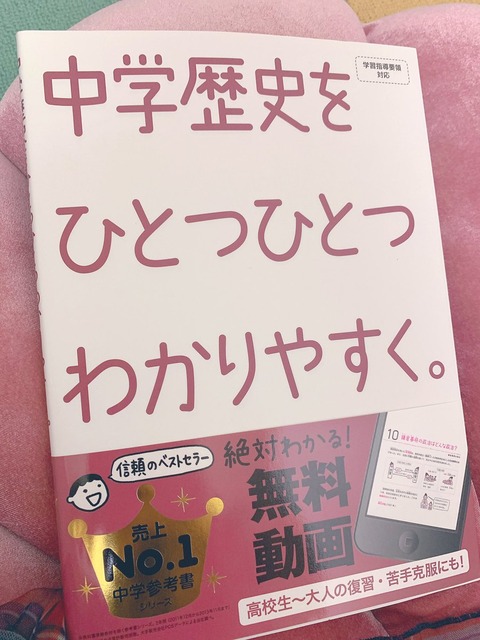 中学歴史を
学習指導要領
対応
ひとつひとつ
わかりやすく。
信頼のベストセラー
売上
No.1
中学参考書
シリーズ
絶対わかる!
無料
動画
高校生~大人の復習・苦手克服にも!
10